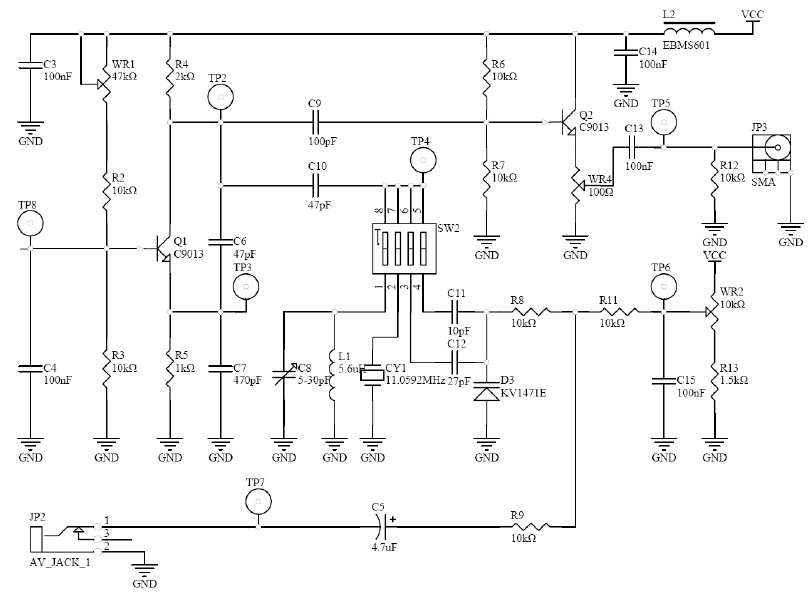 L2
VCC
EBMS601
C3
100nF
WR1
47kΩ
R4
2kΩ
TP2
R6
10kΩ
C14
100nF
GND
GND
C9
100pF
Q2
C9013
TP5
JP3
C13
100nF
TP4
C10
47pF
R2
10kΩ
R7
10kΩ
WR4
100Ω
R12
10kΩ
SMA
TP8
8
7
6
5
SW2
Q1
C9013
C6
47pF
GND
GND
GND
GND
VCC
TP3
1
2
3
4
TP6
WR2
10kΩ
C11
10pF
R8
10kΩ
R11
10kΩ
C4
100nF
R3
10kΩ
R5
1kΩ
C7
470pF
C8
5-30pF
L1
5.6uH
CY1
11.0592MHz
C12
27pF
D3
KV1471E
C15
100nF
R13
1.5kΩ
GND
GND
GND
GND
GND
GND
GND
GND
GND
GND
TP7
JP2
1
3
2
AV_JACK_1
GND
C5
+
4.7uF
R9
10kΩ